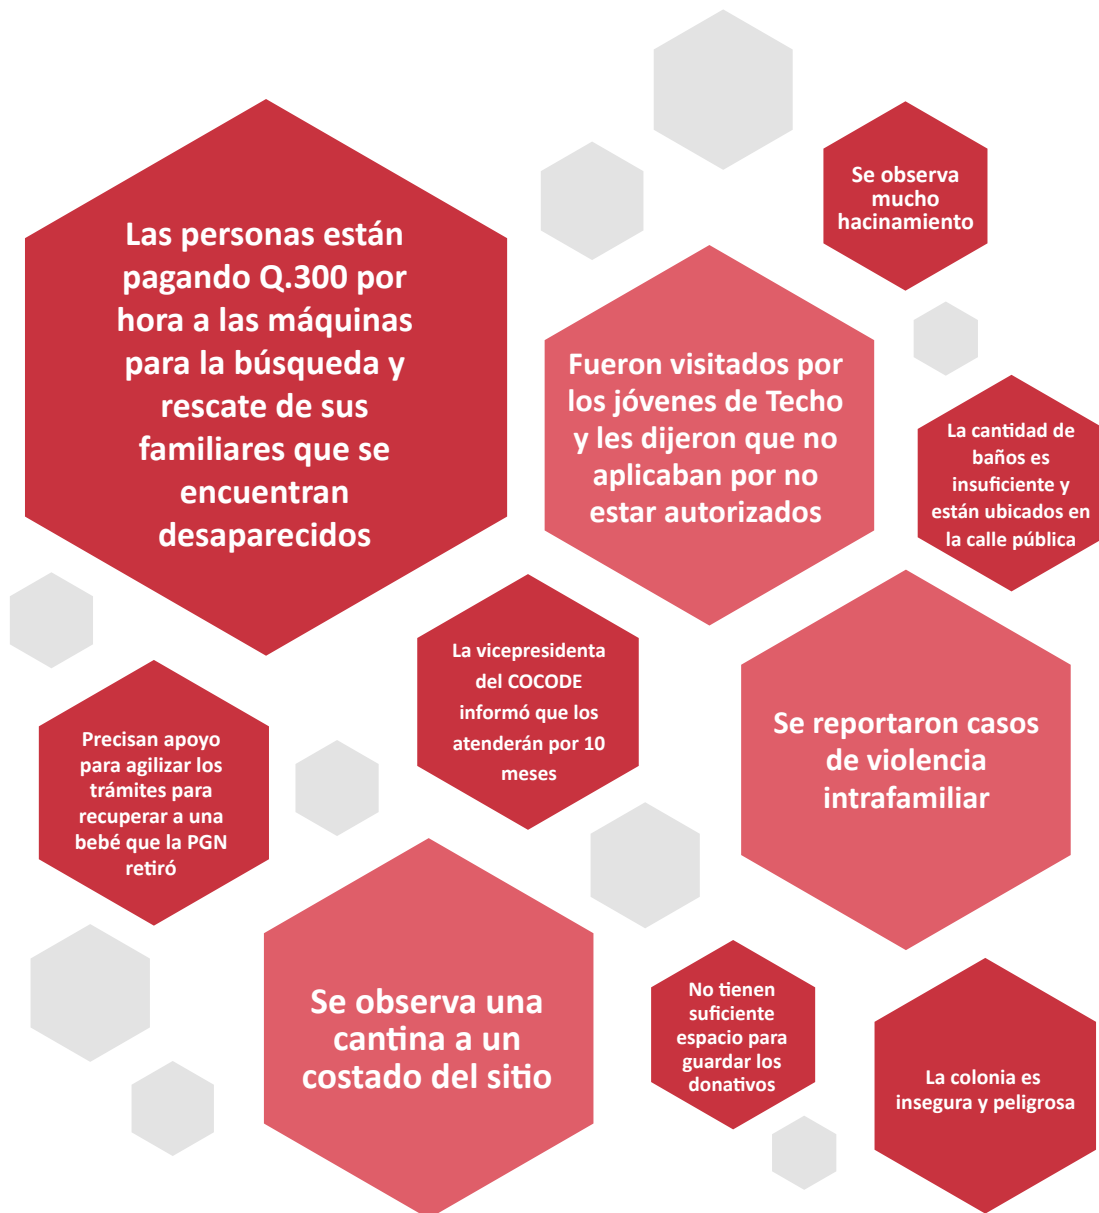 Las personas están
pagando Q.300 por
hora a las máquinas
para la búsqueda y
rescate de sus
familiares que se
encuentran
desaparecidos
Se observa
mucho
hacinamiento
Fueron visitados por
los jóvenes de Techo
y les dijeron que no
aplicaban por no
estar autorizados
La cantidad de
baños es
insuficiente y
están ubicados en
la calle pública
La vicepresidenta
del COCODE
informó que los
atenderán por 10
meses
Se reportaron casos
de violencia
intrafamiliar
Precisan apoyo
para agilizar los
trámites para
recuperar a una
bebé que la PGN
retiró
Se observa una
cantina a un
costado del sitio
No tienen
suficiente
espacio para
guardar los
donativos
La colonia es
insegura y peligrosa